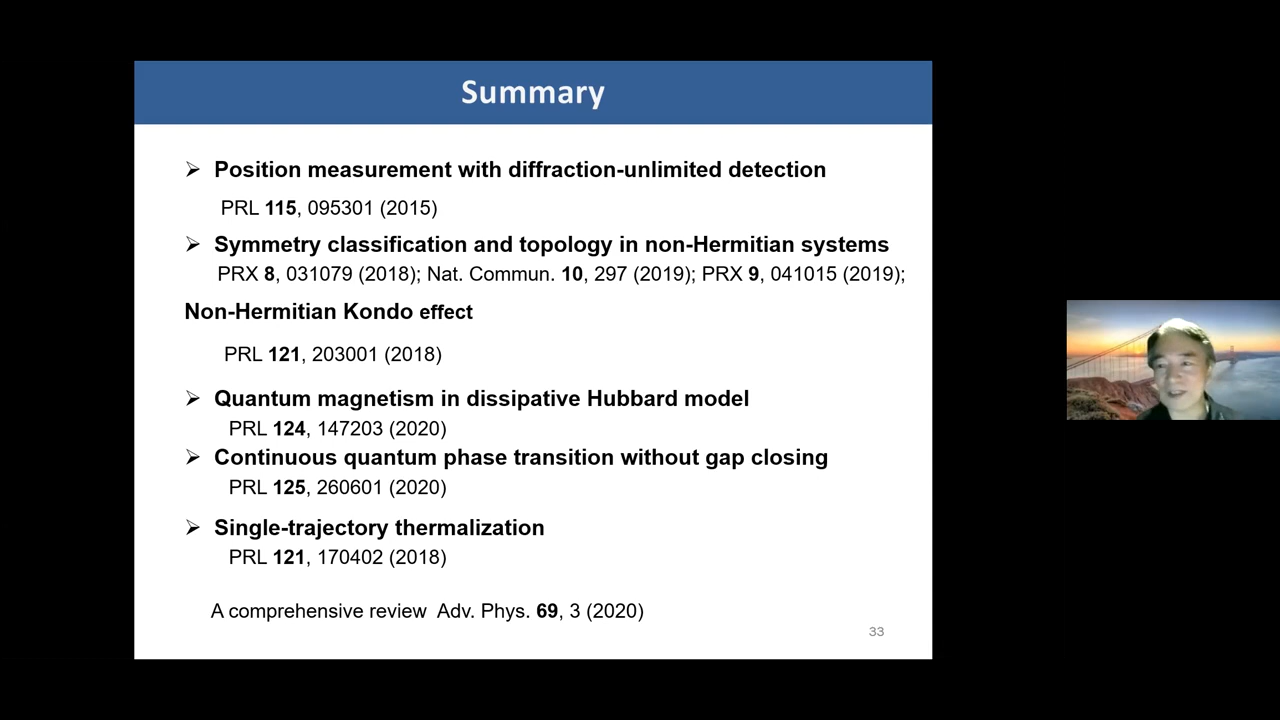 Summary
➢ Position measurement with diffraction-unlimited detection
PRL 115, 095301 (2015)
➢ Symmetry classification and topology in non-Hermitian systems
PRX 8, 031079 (2018); Nat. Commun. 10, 297 (2019); PRX 9, 041015 (2019);
Non-Hermitian Kondo effect
PRL 121, 203001 (2018)
➢ Quantum magnetism in dissipative Hubbard model
PRL 124, 147203 (2020)
➢ Continuous quantum phase transition without gap closing
PRL 125, 260601 (2020)
➢ Single-trajectory thermalization
PRL 121, 170402 (2018)
A comprehensive review Adv. Phys. 69, 3 (2020)
33